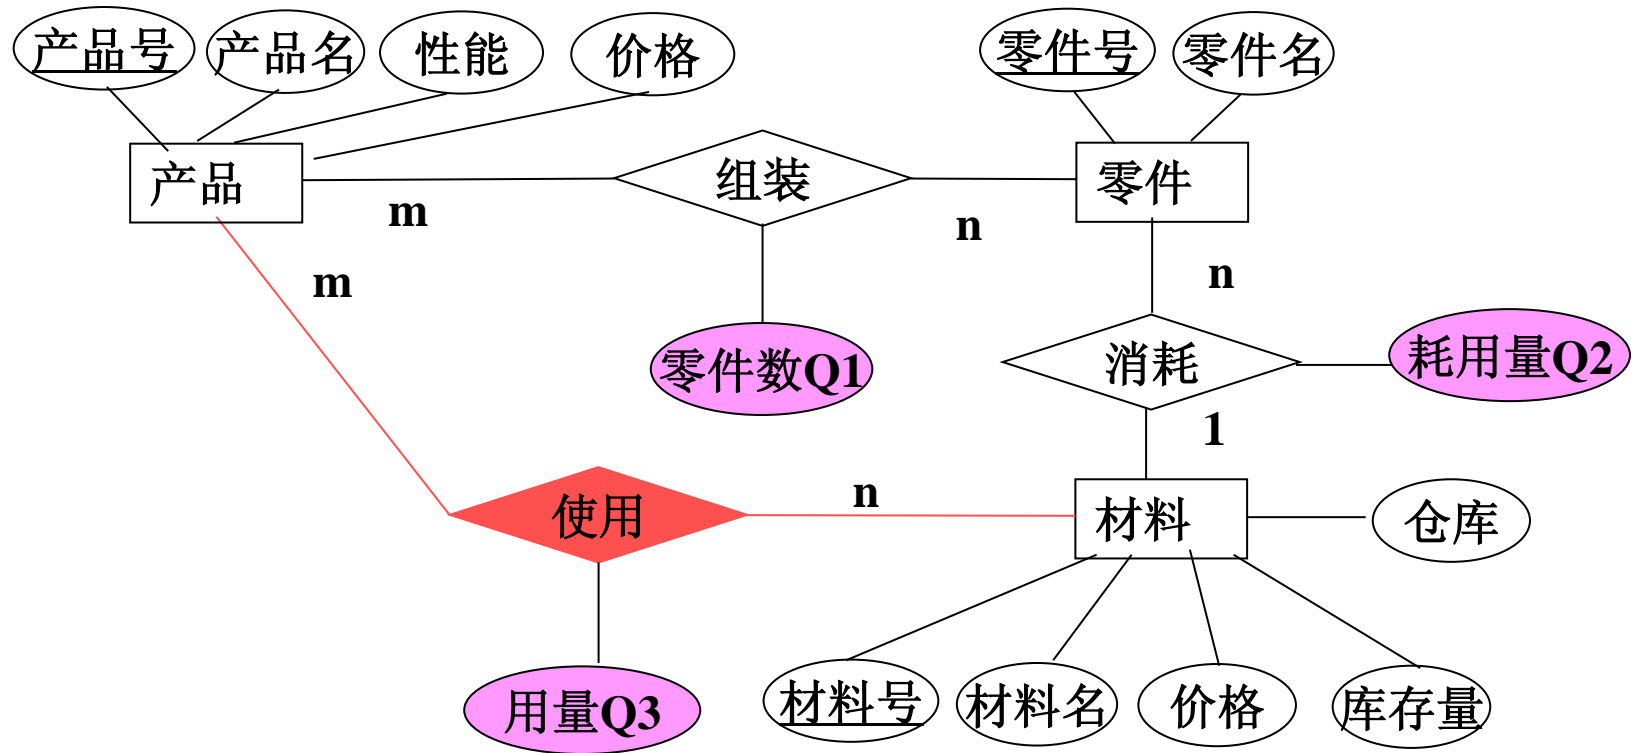 产品号
产品名
性能
价格
零件号
零件名
产品
组装
零件
m
n
m
n
零件数Q1
消耗
耗用量Q2
1
n
使用
材料
仓库
用量Q3
材料号
材料名
价格
库存量